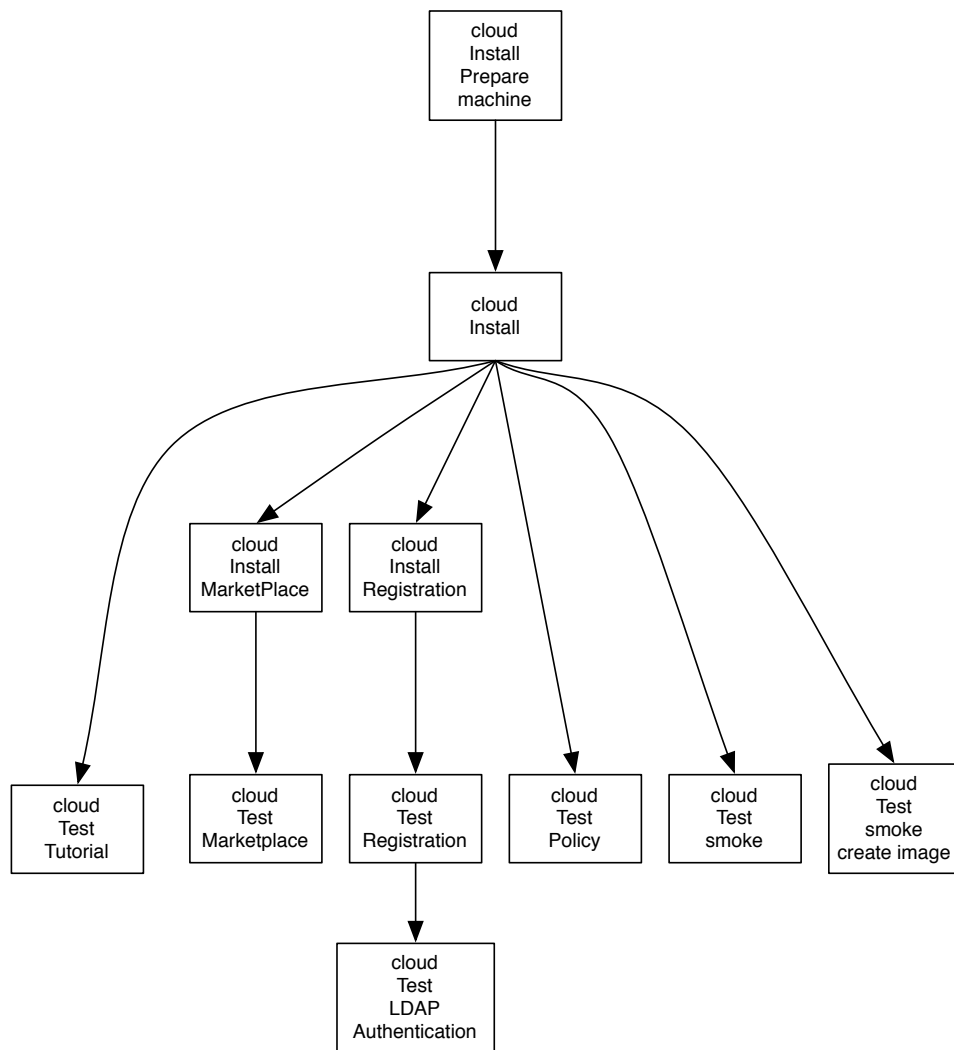 cloud
Install
Prepare
machine
cloud
Install
cloud
Install
MarketPlace
cloud
Install
Registration
cloud
Test
Tutorial
cloud
Test
Marketplace
cloud
Test
Registration
cloud
Test
Policy
cloud
Test
smoke
cloud
Test
smoke
create image
cloud
Test
LDAP
Authentication